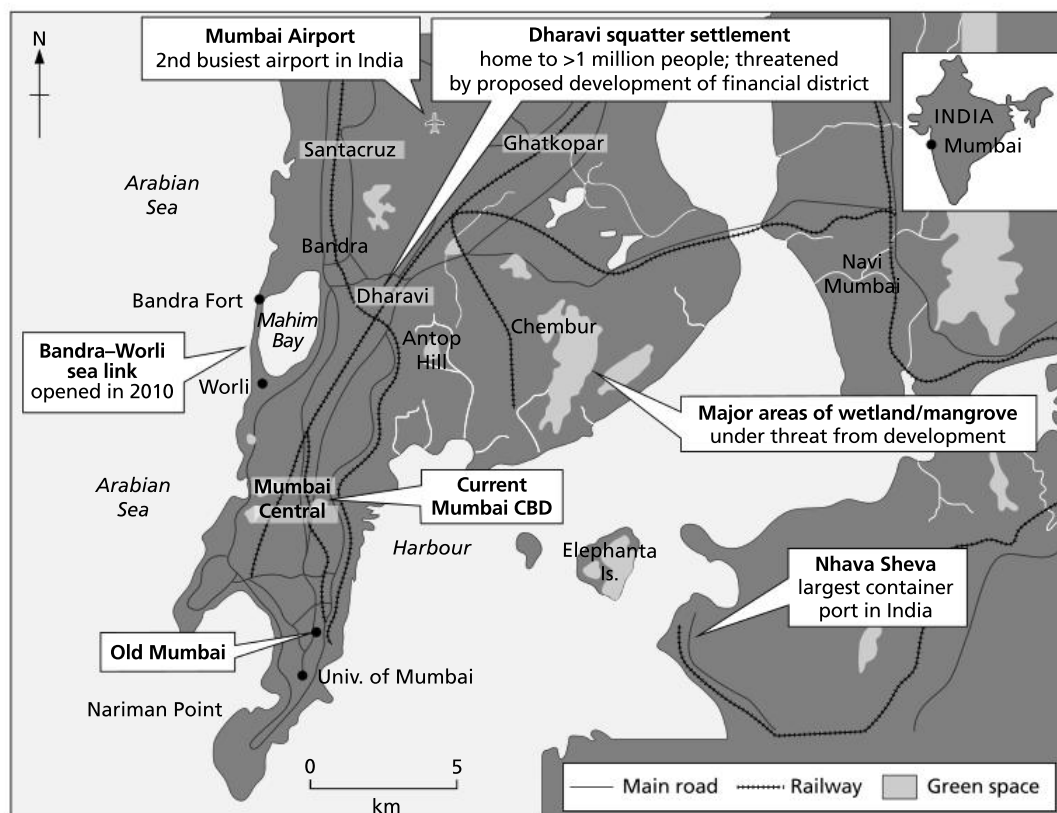 N
Mumbai Airport
2nd busiest airport in India
Dharavi squatter settlement
home to >1 million people; threatened
by proposed development of financial district
INDIA
Mumbai
Santacruz
Ghatkopar
Arabian
Sea
Bandra
Navi
Mumbai
Bandra Fort
Dharavi
Mahim
Bay
Antop
Hill
Chembur
Bandra–Worli
sea link
opened in 2010
Worli
Major areas of wetland/mangrove
under threat from development
Arabian
Sea
Mumbai
Central
Current
Mumbai CBD
Harbour
Elephanta
Is.
Nhava Sheva
largest container
port in India
Old Mumbai
Univ. of Mumbai
Nariman Point
0 5
km
Main road Railway Green space